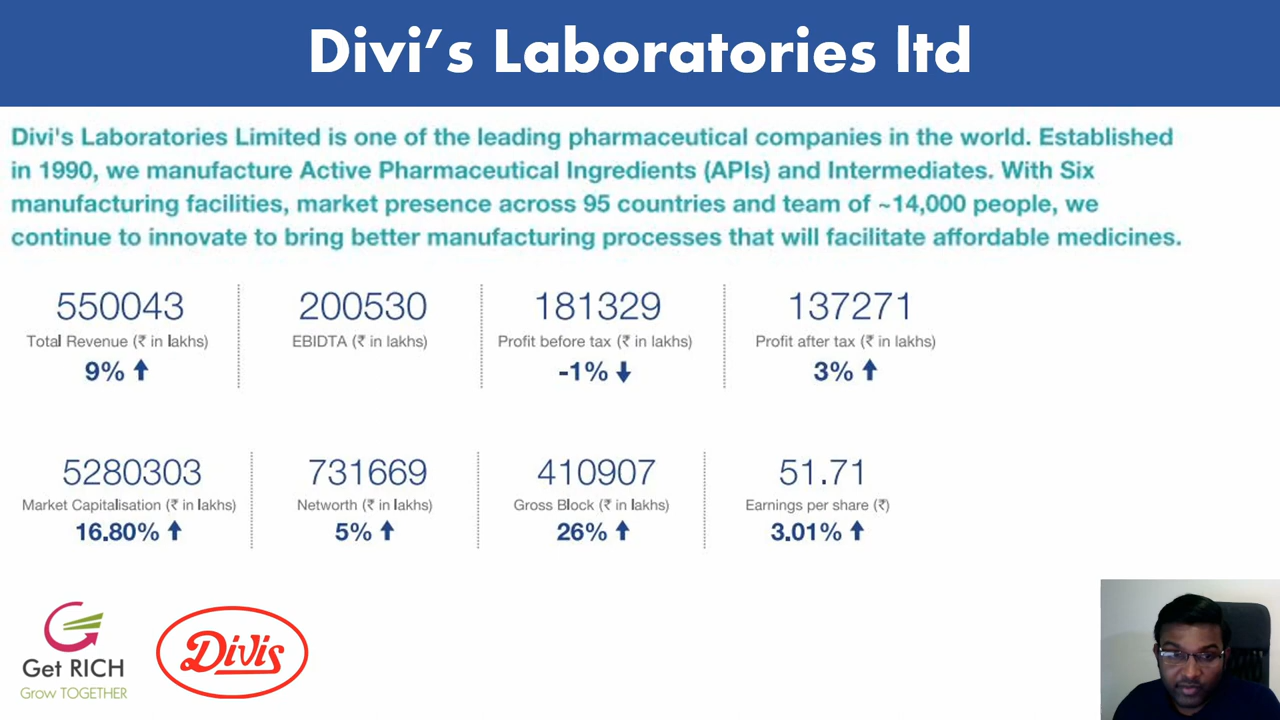 Divi's Laboratories ltd
Divi's Laboratories Limited is one of the leading pharmaceutical companies in the world. Established
in 1990, we manufacture Active Pharmaceutical Ingredients (APIs) and Intermediates. With Six
manufacturing facilities, market presence across 95 countries and team of ~14,000 people, we
continue to innovate to bring better manufacturing processes that will facilitate affordable medicines.
550043 200530 181329 137271
Total Revenue (₹ in lakhs) EBIDTA (₹ in lakhs) Profit before tax (₹ in lakhs) Profit after tax (₹ in lakhs)
9% ↑ -1% ↓ 3% ↑
5280303 731669 410907 51.71
Market Capitalisation (₹ in lakhs) Networth (₹ in lakhs) Gross Block (₹ in lakhs) Earnings per share (₹)
16.80% ↑ 5% ↑ 26% ↑ 3.01% ↑
Get RICH
Grow TOGETHER
Divis